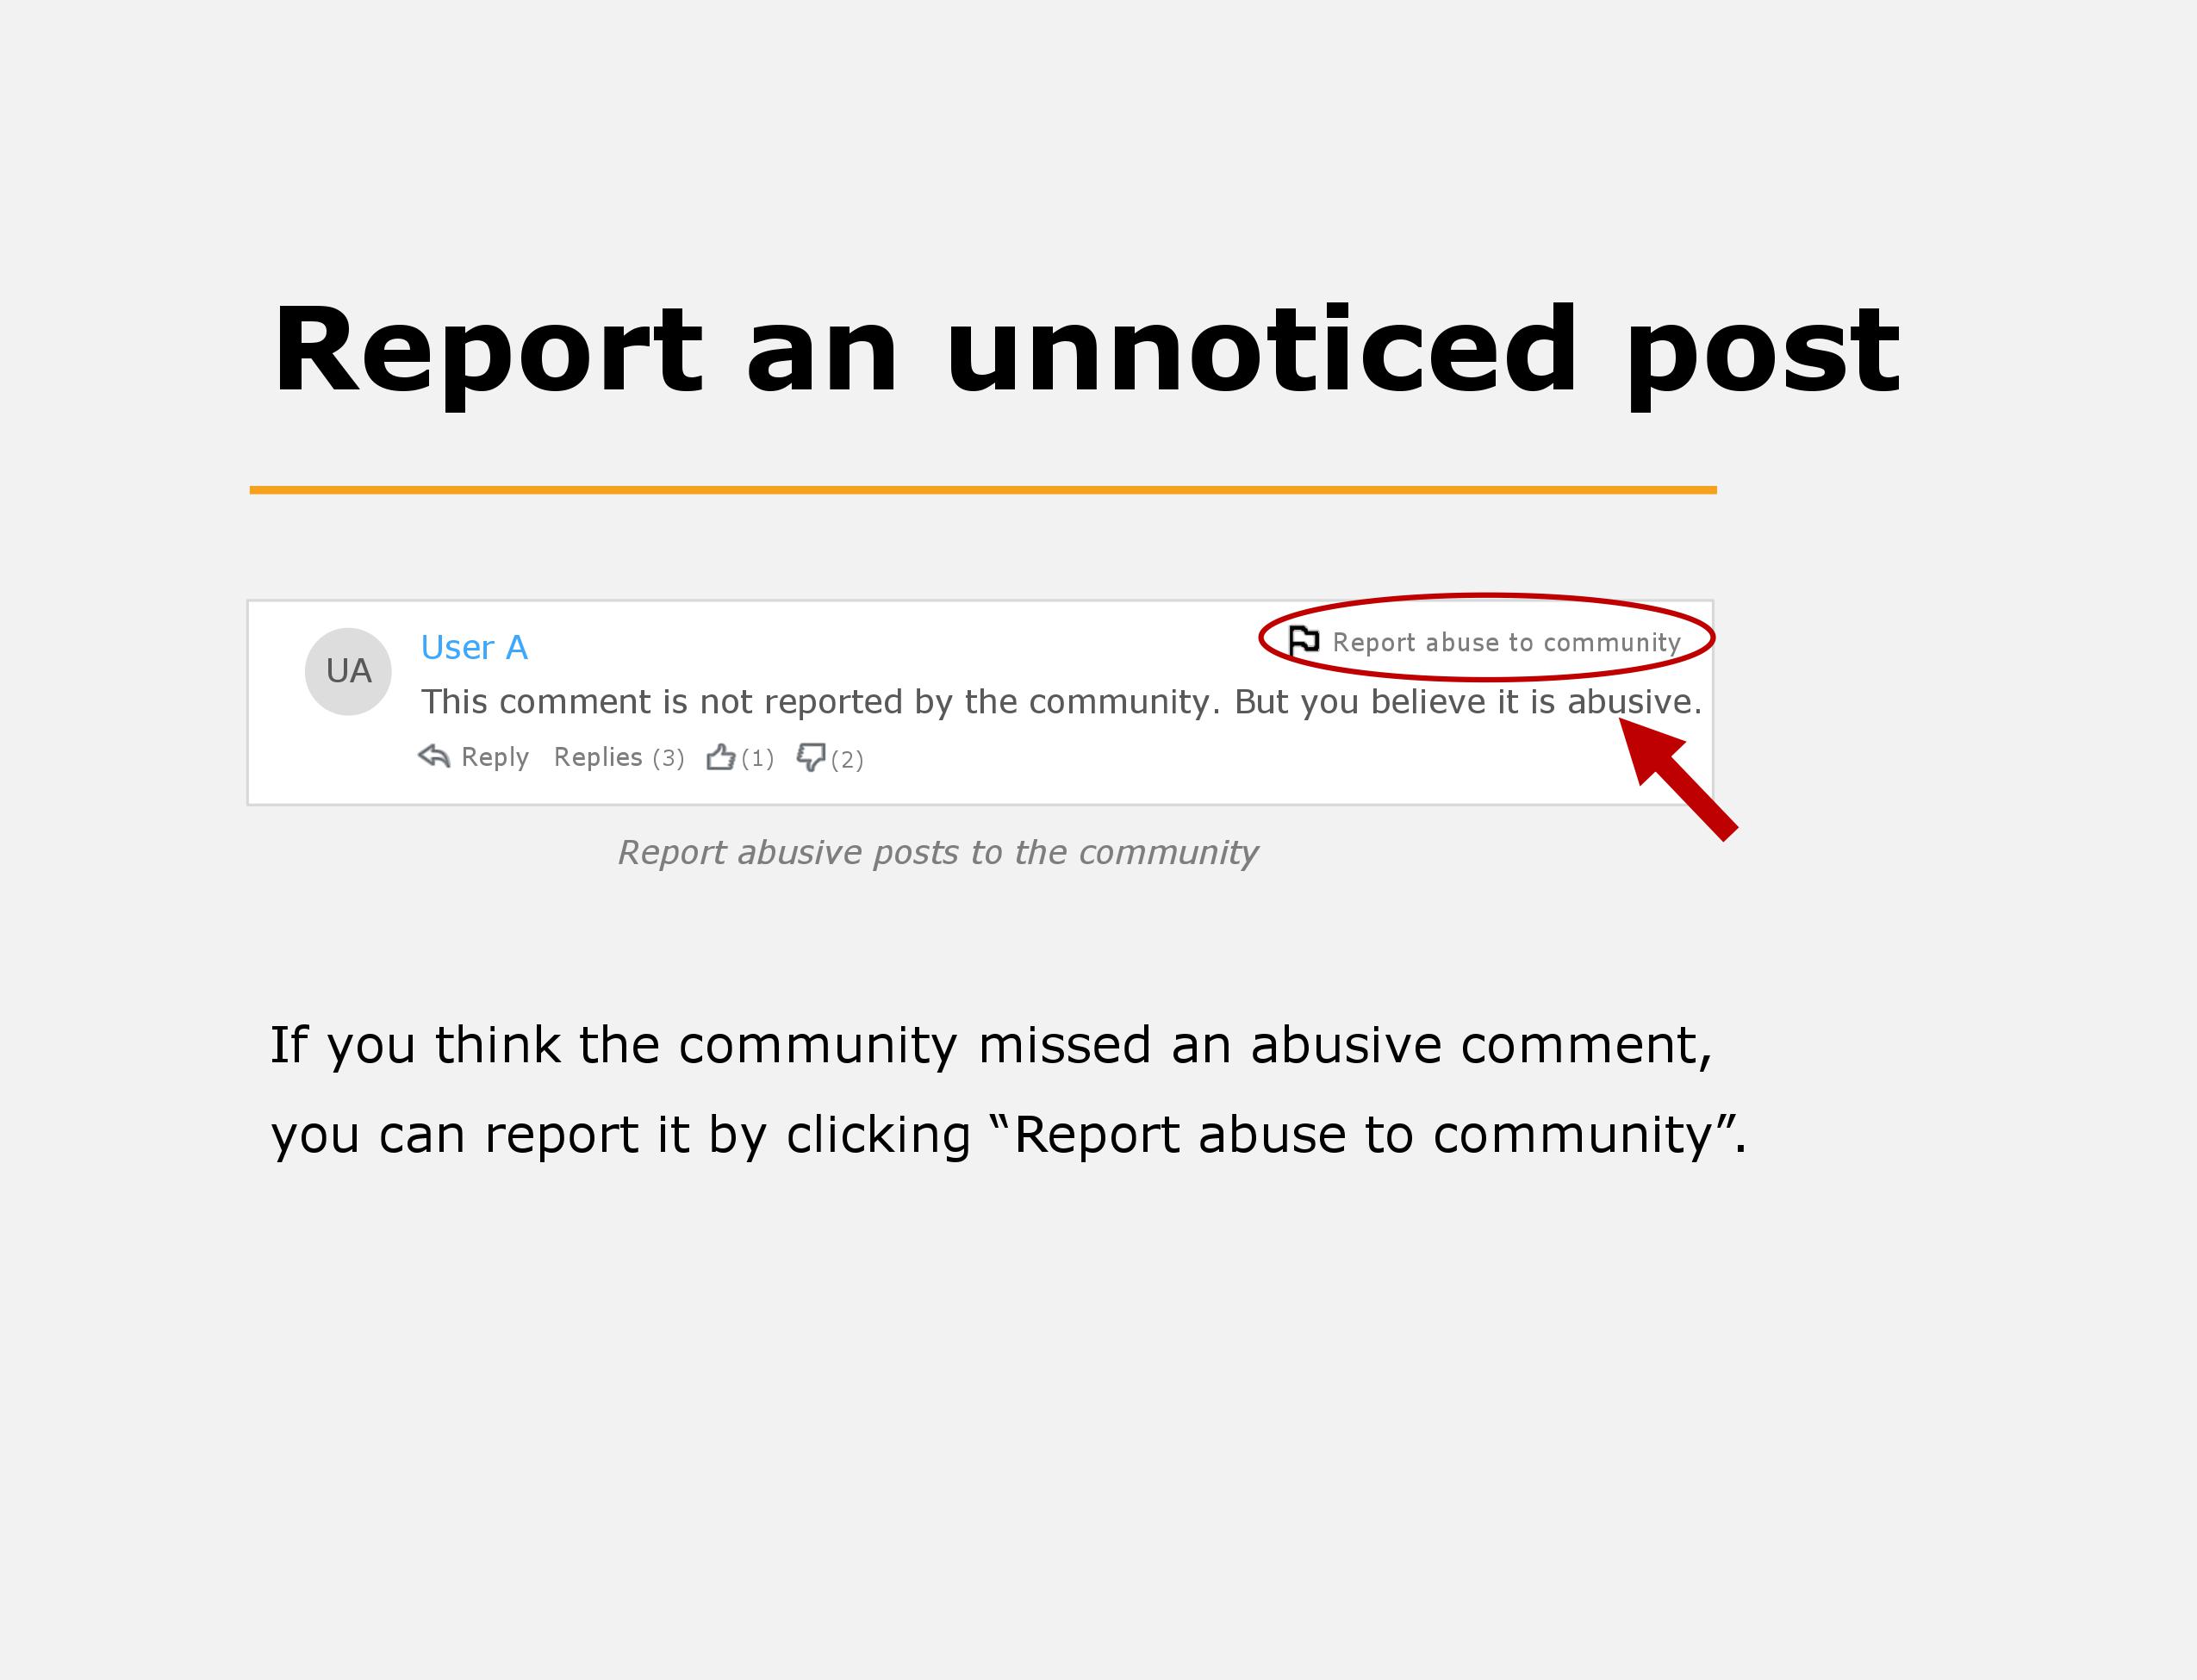 Report an unnoticed post
UA
User A
Report abuse to community
This comment is not reported by the community. But you believe it is abusive.
Reply Replies (3) (1) (2)
Report abusive posts to the community
If you think the community missed an abusive comment,
you can report it by clicking “Report abuse to community”.